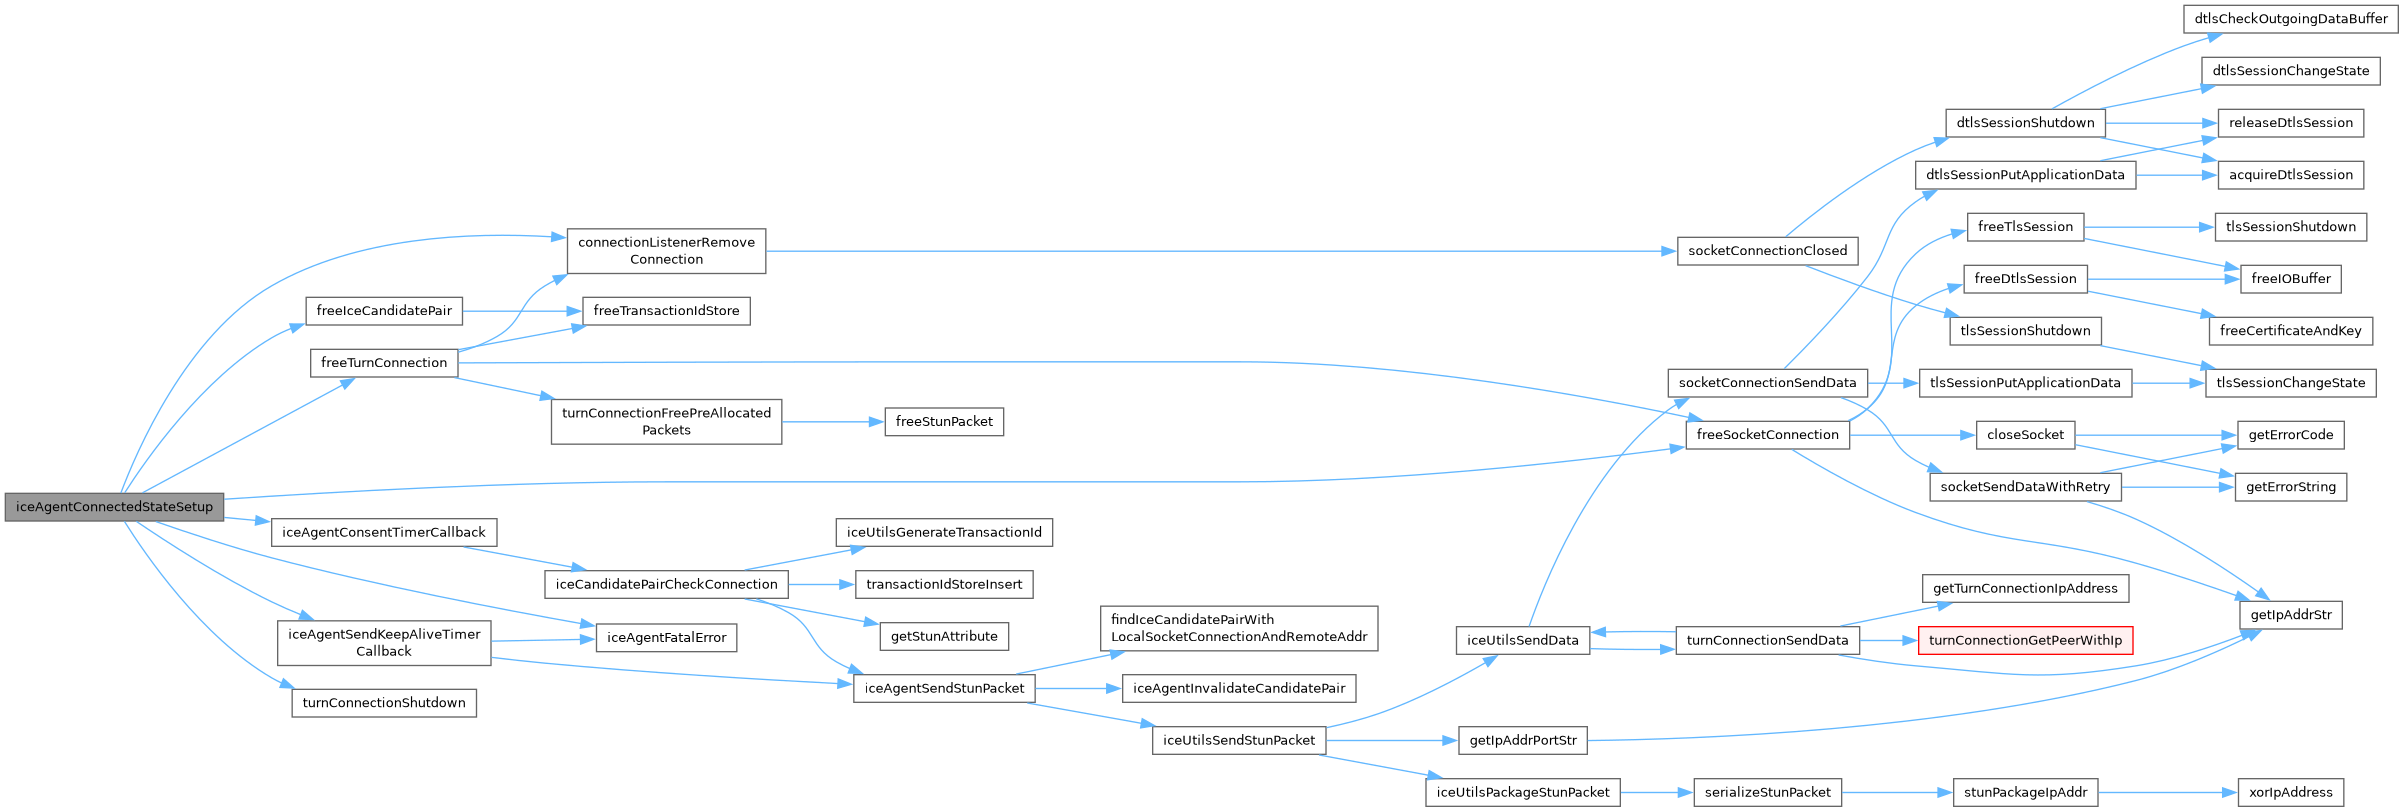 dtlsCheckOutgoingDataBuffer
dtlsSessionChangeState
dtlsSessionShutdown
releaseDtlsSession
dtlsSessionPutApplicationData
acquireDtlsSession
freeTlsSession
tlsSessionShutdown
connectionListenerRemove
Connection
socketConnectionClosed
freeDtlsSession
freeIOBuffer
freeIceCandidatePair
freeTransactionIdStore
tlsSessionShutdown
freeCertificateAndKey
freeTurnConnection
socketConnectionSendData
tlsSessionPutApplicationData
tlsSessionChangeState
turnConnectionFreePreAllocated
Packets
freeStunPacket
freeSocketConnection
closeSocket
getErrorCode
socketSendDataWithRetry
getErrorString
iceAgentConnectedStateSetup
iceAgentConsentTimerCallback
iceUtilsGenerateTransactionId
iceCandidatePairCheckConnection
transactionIdStoreInsert
getTurnConnectionIpAddress
getIpAddrStr
iceAgentSendKeepAliveTimer
Callback
iceAgentFatalError
getStunAttribute
findIceCandidatePairWith
LocalSocketConnectionAndRemoteAddr
iceUtilsSendData
turnConnectionSendData
turnConnectionGetPeerWithIp
turnConnectionShutdown
iceAgentSendStunPacket
iceAgentInvalidateCandidatePair
iceUtilsSendStunPacket
getIpAddrPortStr
iceUtilsPackageStunPacket
serializeStunPacket
stunPackageIpAddr
xorIpAddress